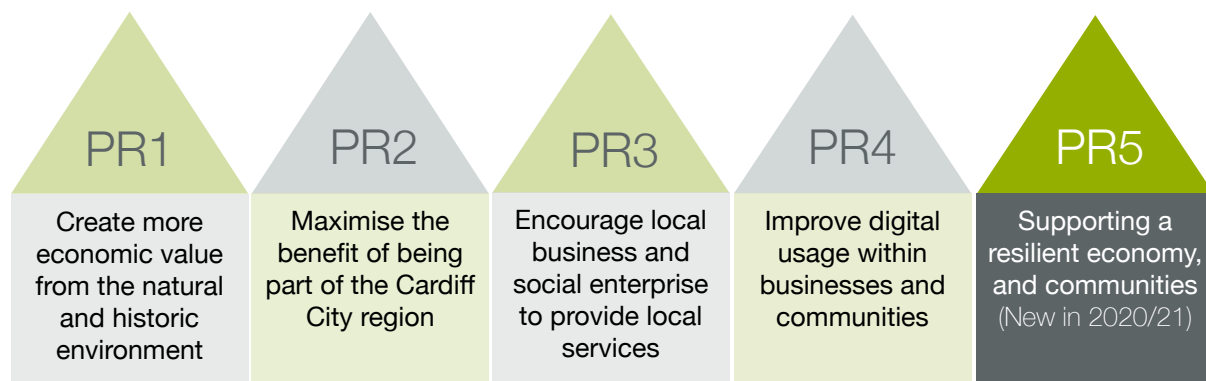 PR1
Create more
economic value
from the natural
and historic
environment
PR2
Maximise the
benefit of being
part of the Cardiff
City region
PR3
Encourage local
business and
social enterprise
to provide local
services
PR4
Improve digital
usage within
businesses and
communities
PR5
Supporting a
resilient economy,
and communities
(New in 2020/21)